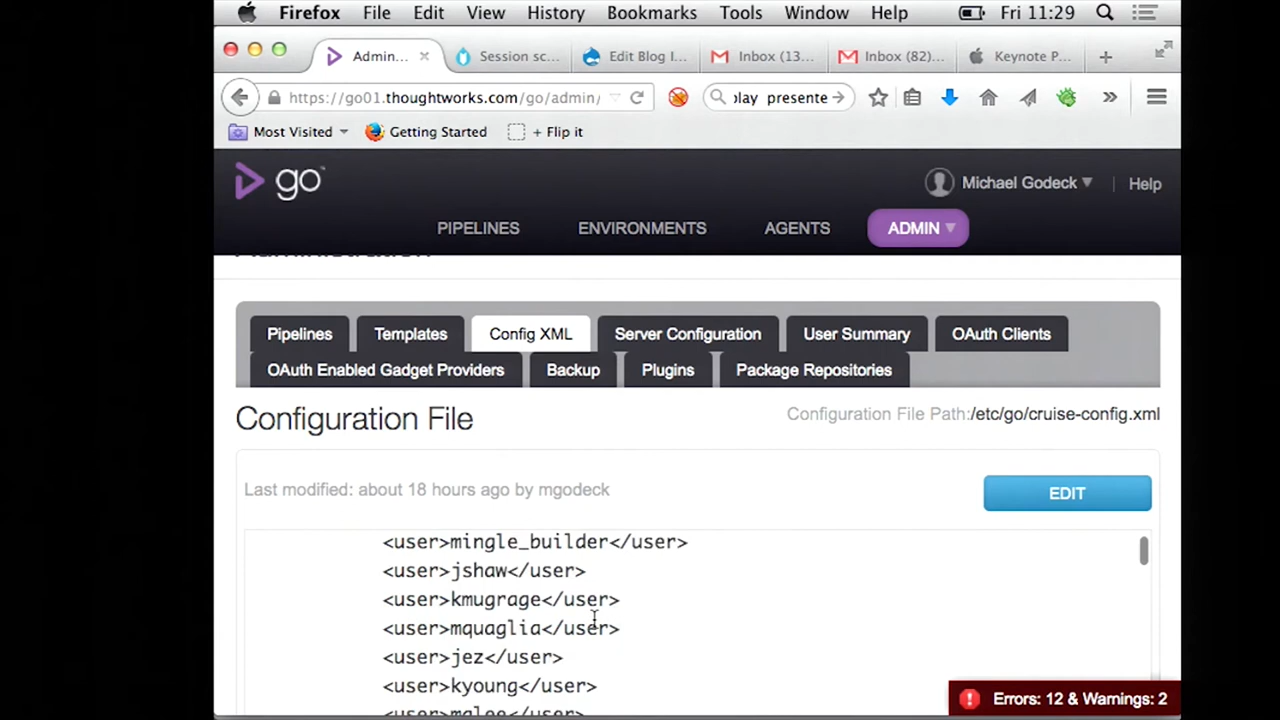 Firefox File Edit View History Bookmarks Tools Window Help Fri 11:29
Admin... Session sc... Edit Blog I... Inbox (13... Inbox (82)... Keynote P...
https://go01.thoughtworks.com/go/admin/ play presente
Most Visited Getting Started + Flip it
go Michael Godeck Help
PIPELINES ENVIRONMENTS AGENTS ADMIN
Pipelines Templates Config XML Server Configuration User Summary OAuth Clients
OAuth Enabled Gadget Providers Backup Plugins Package Repositories
Configuration File Configuration File Path:/etc/go/cruise-config.xml
Last modified: about 18 hours ago by mgodeck EDIT
<user>mingle_builder</user>
<user>jshaw</user>
<user>kmugrage</user>
<user>mquaglia</user>
<user>jez</user>
<user>kyoung</user>
Errors: 12 & Warnings: 2